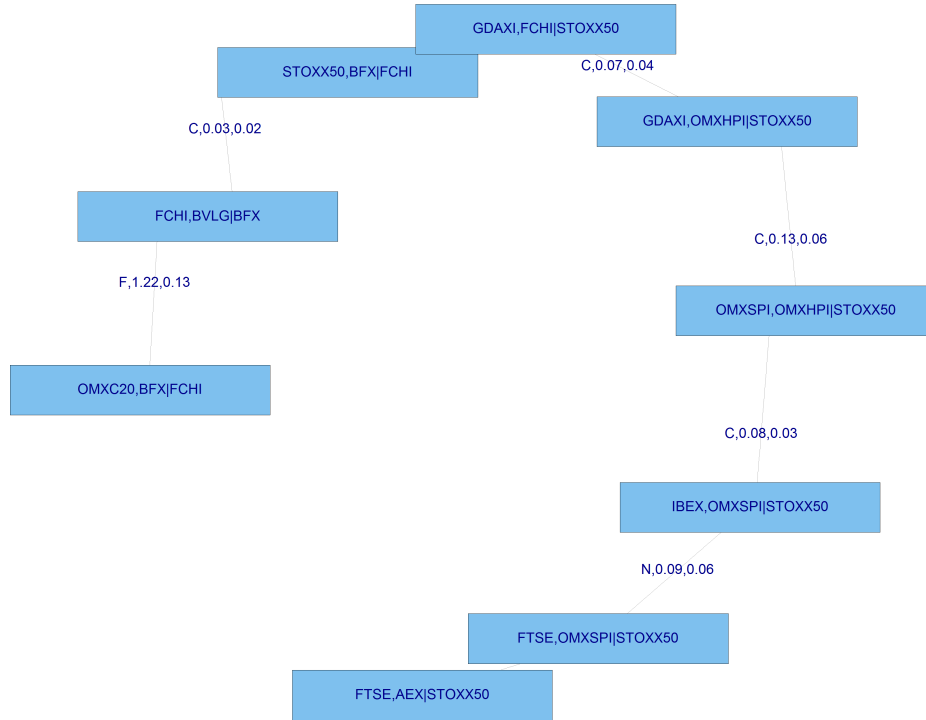 GDAXI,FCHI|STOXX50
STOXX50,BFX|FCHI
C,0.07,0.04
GDAXI,OMXHPI|STOXX50
C,0.03,0.02
FCHI,BVLG|BFX
C,0.13,0.06
F,1.22,0.13
OMXSPI,OMXHPI|STOXX50
OMXC20,BFX|FCHI
C,0.08,0.03
IBEX,OMXSPI|STOXX50
N,0.09,0.06
FTSE,OMXSPI|STOXX50
FTSE,AEX|STOXX50